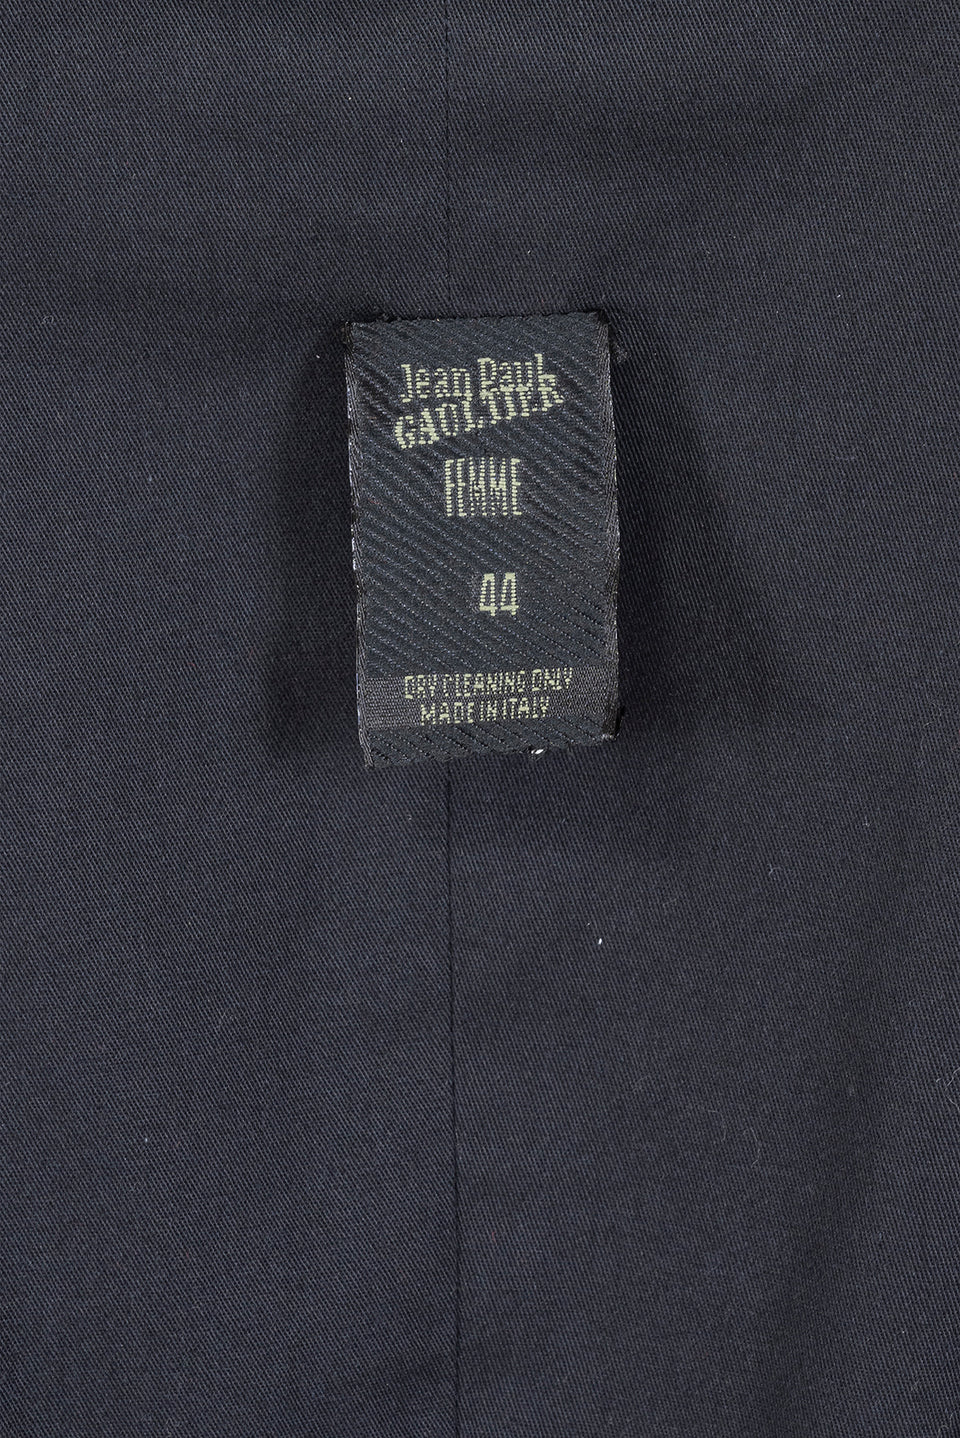 Jean Paul
GAULTIER
FEMME
44
DRY CLEANING ONLY
MADE IN ITALY